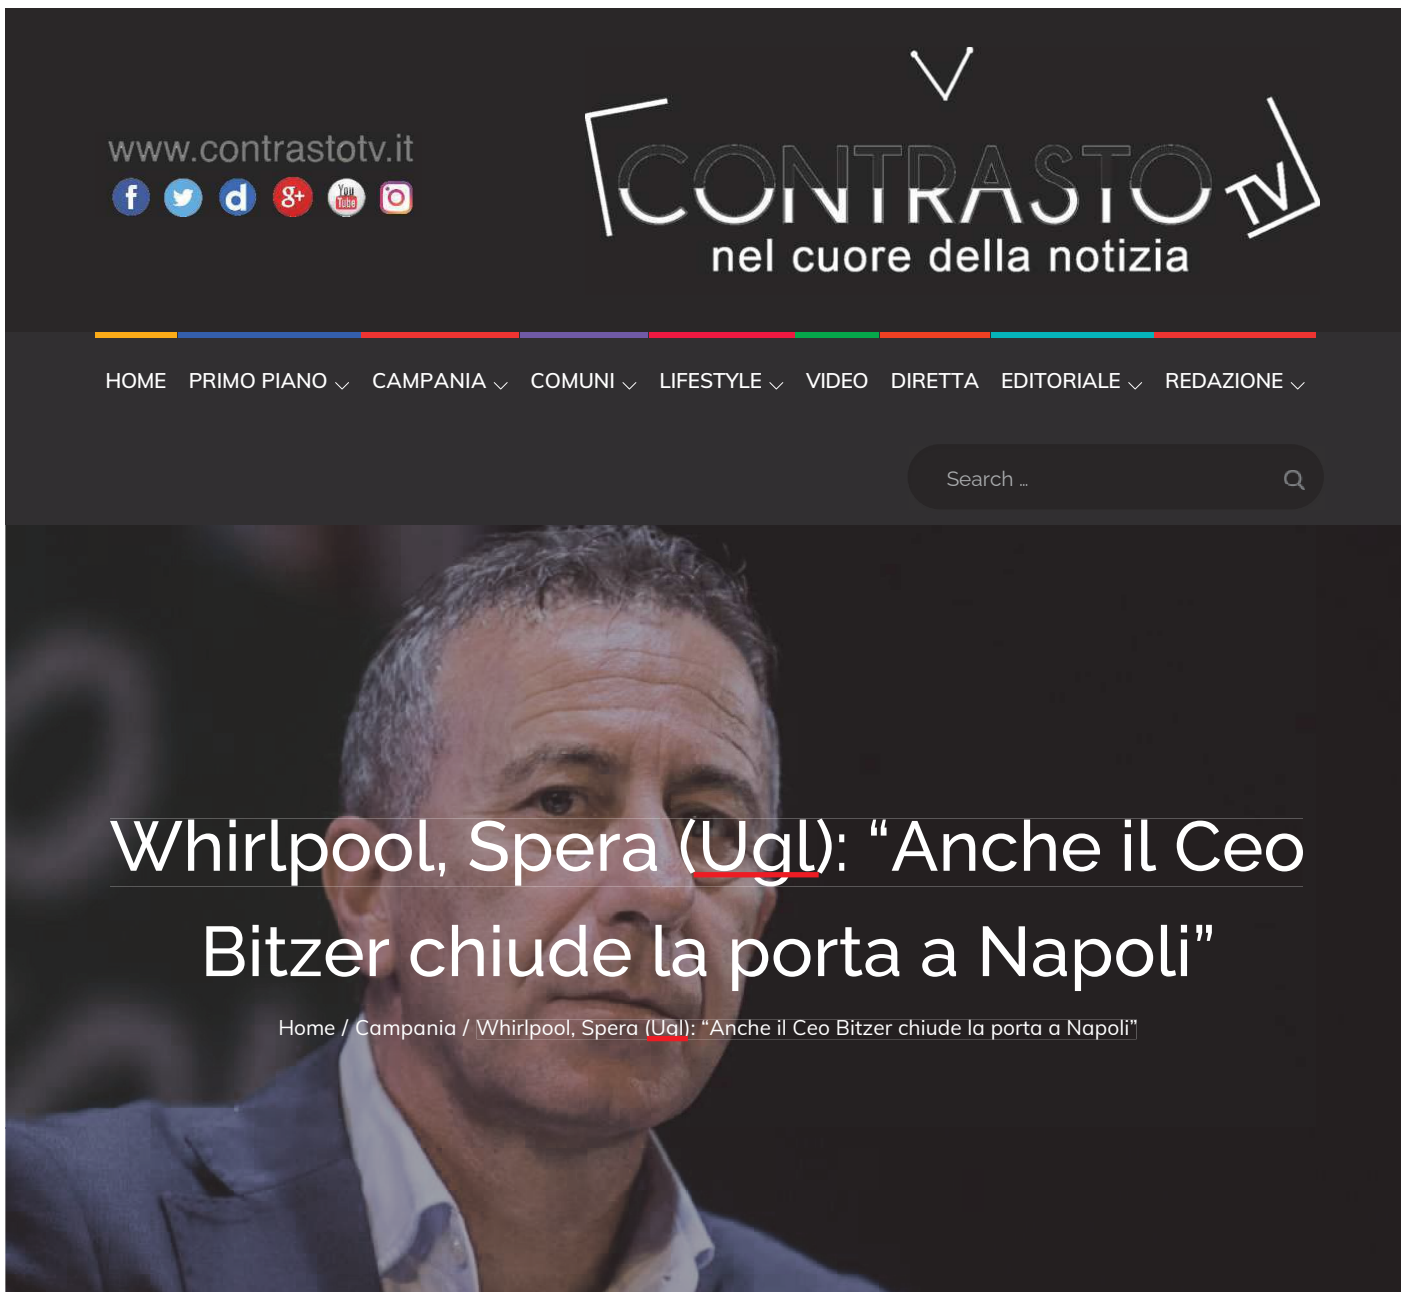 www.contrastotv.it
f d g+ You Tube
CONTRASTO TV
nel cuore della notizia
HOME PRIMO PIANO CAMPANIA COMUNI LIFESTYLE VIDEO DIRETTA EDITORIALE REDAZIONE
Search …
Whirlpool, Spera (Ugl): “Anche il Ceo
Bitzer chiude la porta a Napoli”
Home / Campania / Whirlpool, Spera (Ugl): “Anche il Ceo Bitzer chiude la porta a Napoli”